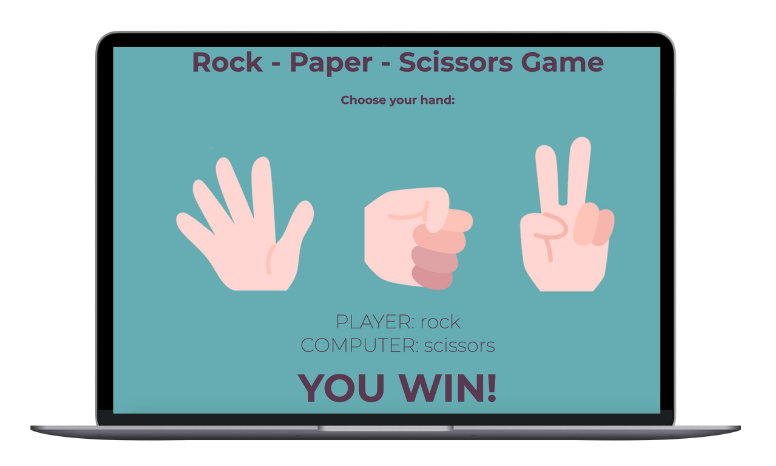 Rock - Paper - Scissors Game
Choose your hand:
PLAYER: rock
COMPUTER: scissors
YOU WIN!